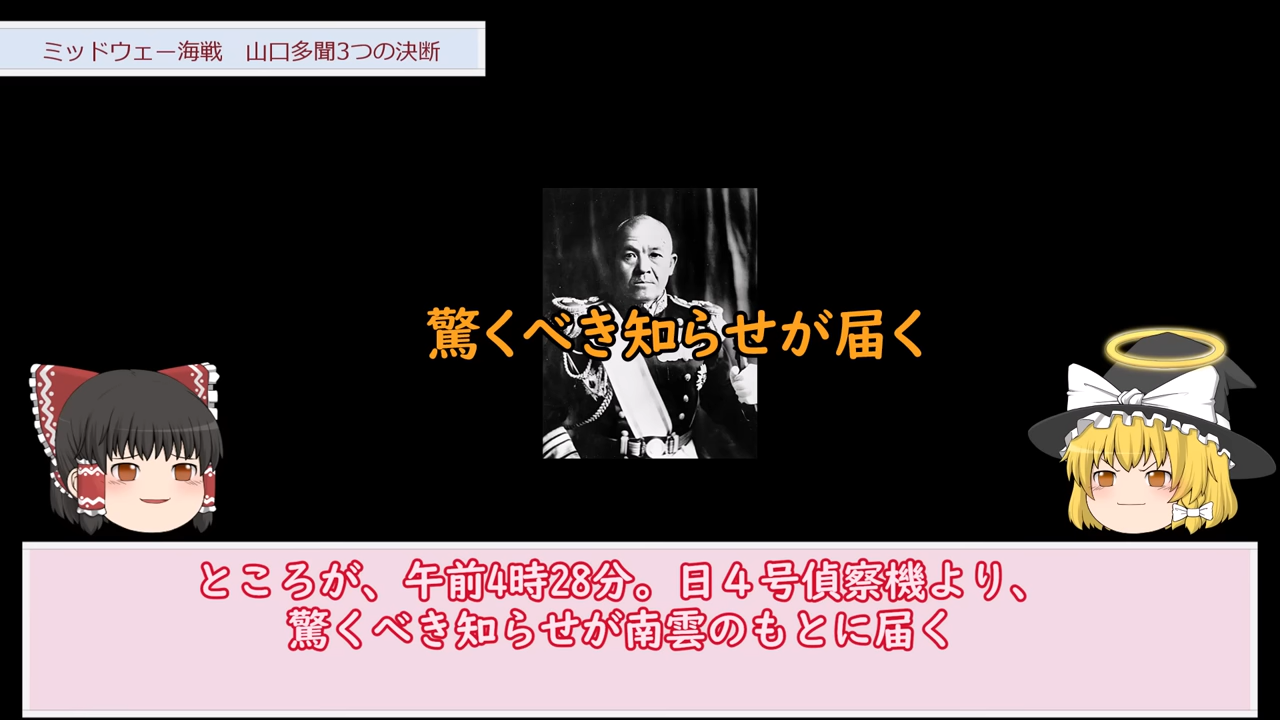 ミッドウェー海戦　山口多聞3つの決断
驚くべき知らせが届く
ところが、午前4時28分。日４号偵察機より、
驚くべき知らせが南雲のもとに届く